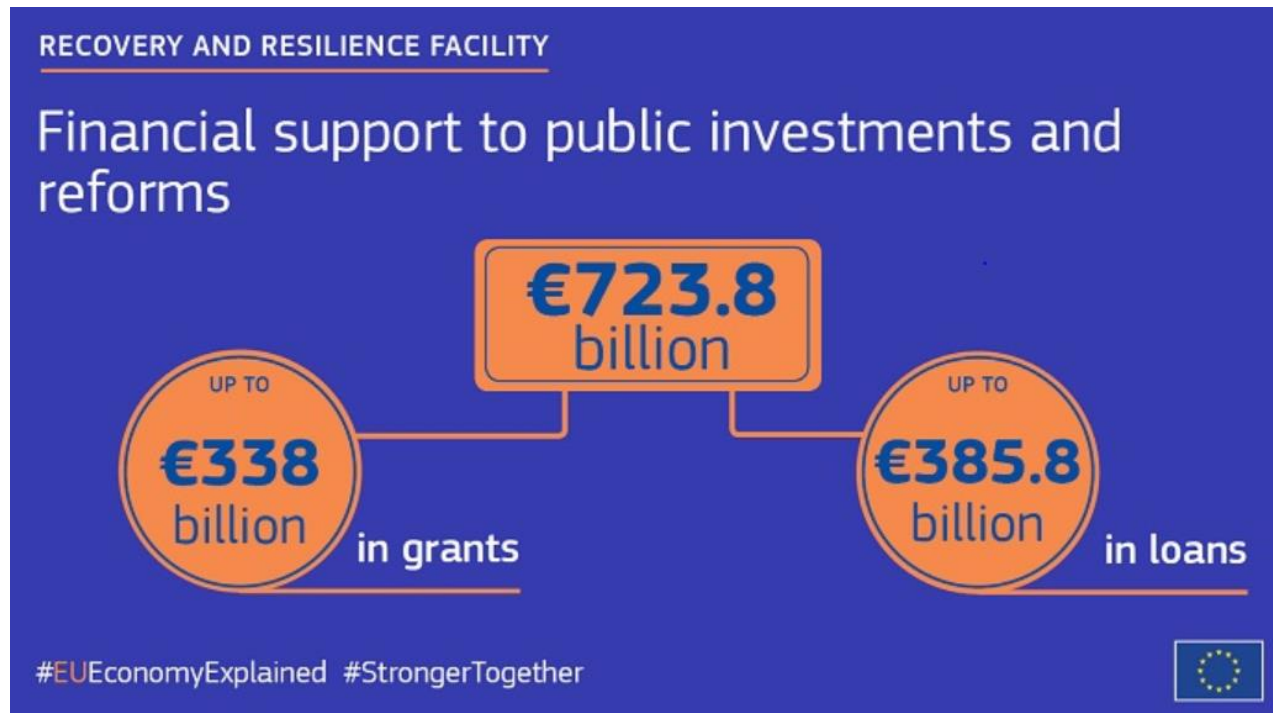 RECOVERY AND RESILIENCE FACILITY
Financial support to public investments and
reforms
€723.8
billion
UP TO
€338
billion
in grants
UP TO
€385.8
billion
in loans
#EUEconomyExplained #StrongerTogether